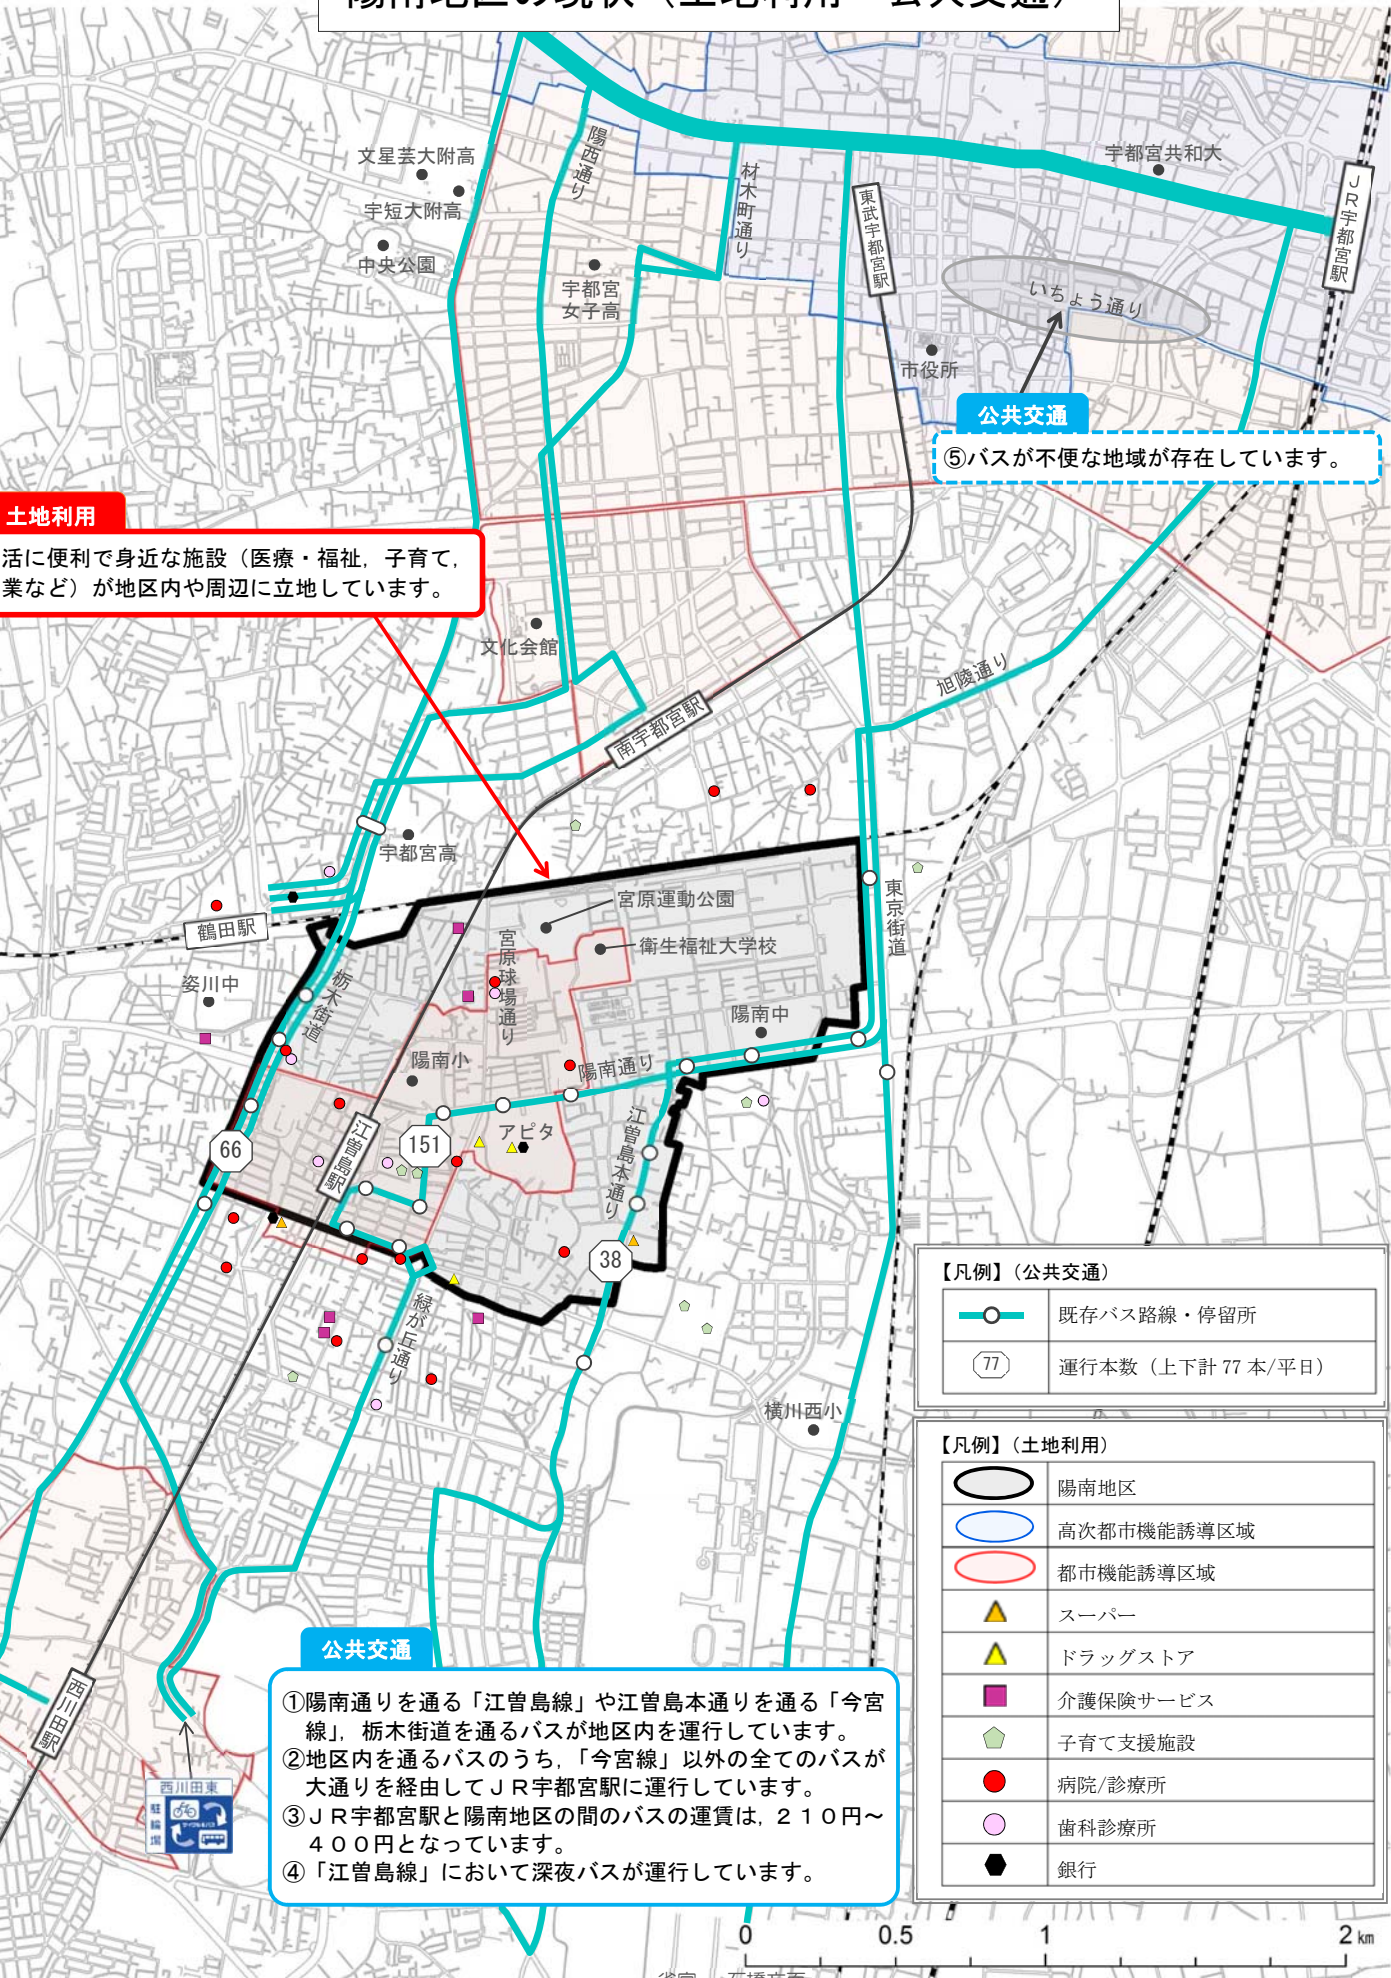 陽南地区の現状（土地利用・公共交通）
文星芸大附高
宇短大附高
中央公園
陽西通り
材木町通り
宇都宮共和大
JR宇都宮駅
東武宇都宮駅
宇都宮
女子高
いちょう通り
市役所
公共交通
⑤バスが不便な地域が存在しています。
土地利用
活に便利で身近な施設（医療・福祉，子育て，
業など）が地区内や周辺に立地しています。
文化会館
旭陵通り
南宇都宮駅
宇都宮高
宮原運動公園
東京街道
鶴田駅
宮原球場通り
衛生福祉大学校
姿川中
栃木街道
陽南中
陽南小
陽南通り
江曽島駅
アピタ
江曽島本通り
66
151
38
緑が丘通り
横川西小
【凡例】（公共交通）
既存バス路線・停留所
77
運行本数（上下計 77 本/平日）
【凡例】（土地利用）
陽南地区
高次都市機能誘導区域
都市機能誘導区域
スーパー
ドラッグストア
介護保険サービス
子育て支援施設
病院/診療所
歯科診療所
銀行
西川田駅
西川田東
駐輪場
サイクル&バス
公共交通
①陽南通りを通る「江曽島線」や江曽島本通りを通る「今宮
線」，栃木街道を通るバスが地区内を運行しています。
②地区内を通るバスのうち，「今宮線」以外の全てのバスが
大通りを経由してＪＲ宇都宮駅に運行しています。
③ＪＲ宇都宮駅と陽南地区の間のバスの運賃は，２１０円～
４００円となっています。
④「江曽島線」において深夜バスが運行しています。
0 0.5 1 2 km